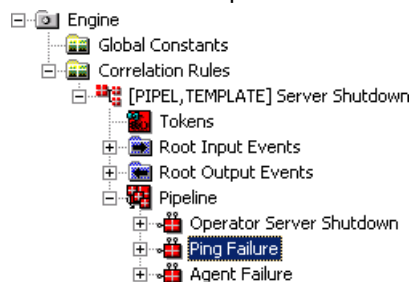 Engine
Global Constants
Correlation Rules
[PIPEL,TEMPLATE] Server Shutdown
Tokens
Root Input Events
Root Output Events
Pipeline
Operator Server Shutdown
Ping Failure
Agent Failure